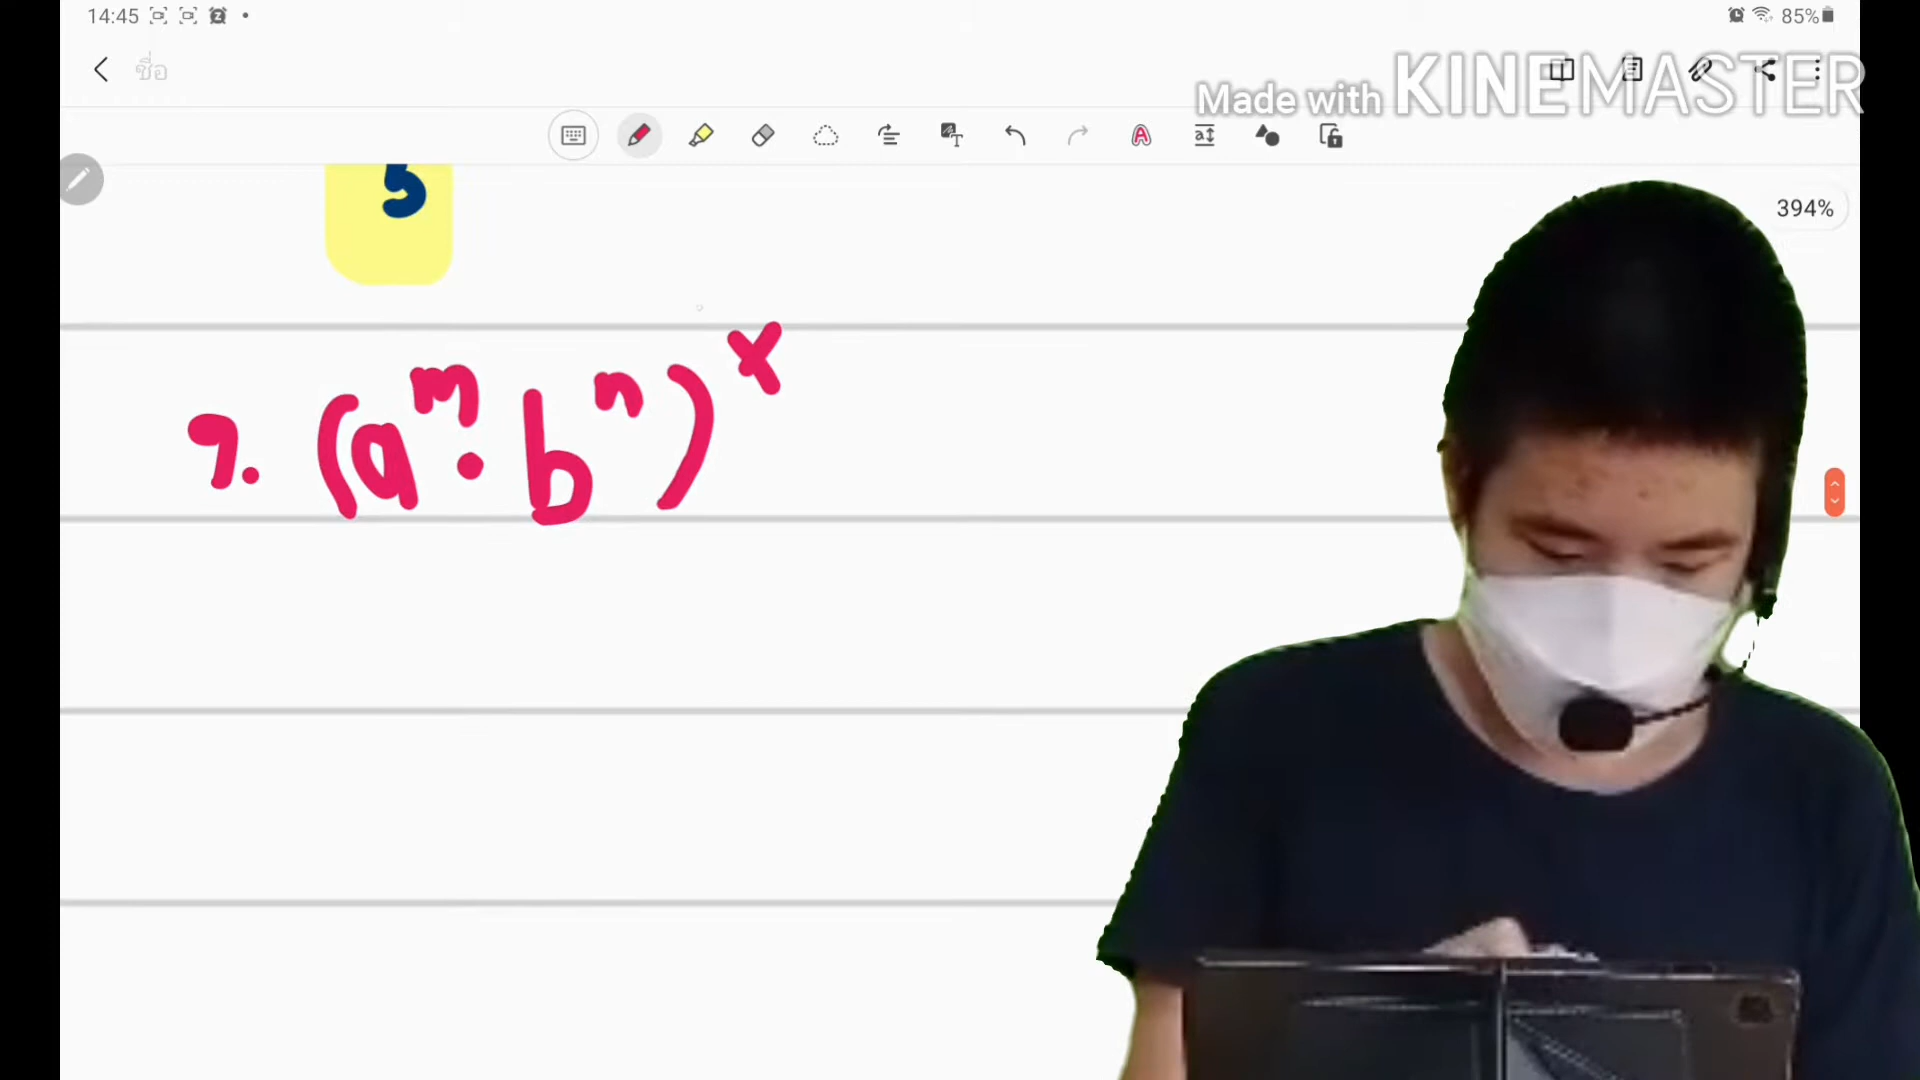 14:45
85%
ชื่อ
Made with KINEMASTER
394%
5
7. (a^m · b^n)^x